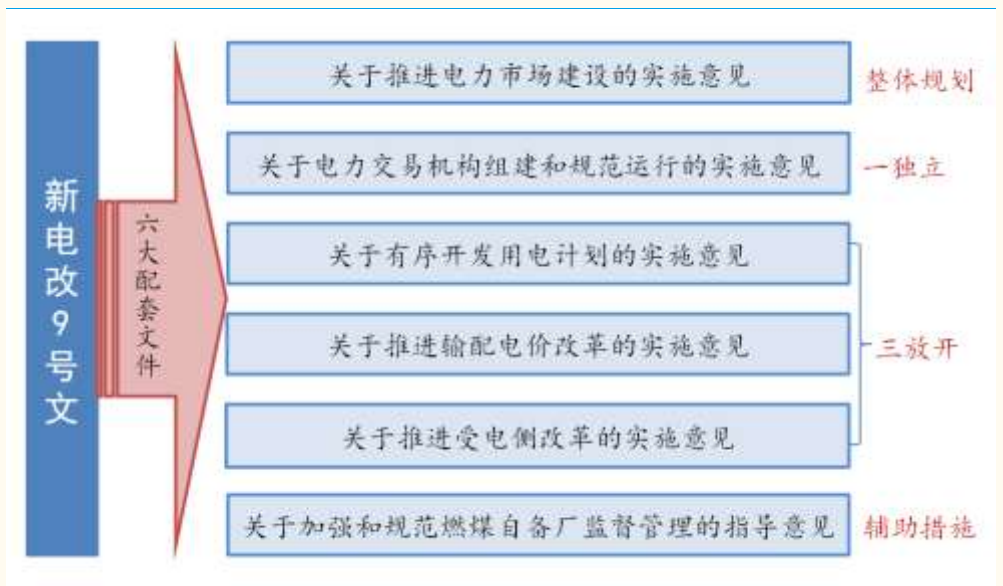 新电改9号文
六大配套文件
关于推进电力市场建设的实施意见
整体规划
关于电力交易机构组建和规范运行的实施意见
一独立
关于有序开发用电计划的实施意见
关于推进输配电价改革的实施意见
三放开
关于推进受电侧改革的实施意见
关于加强和规范燃煤自备厂监督管理的指导意见
辅助措施